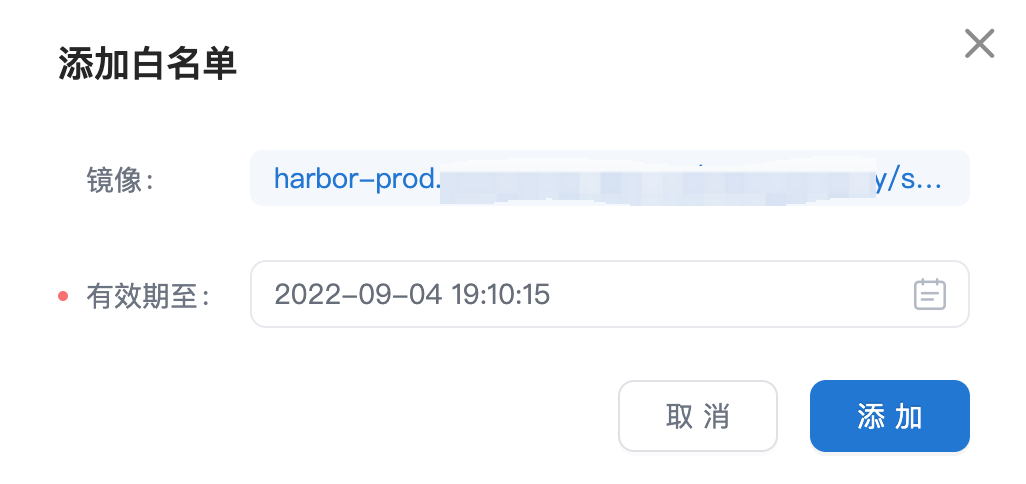 添加白名单
镜像：
harbor-prod. y/s...
有效期至：
2022-09-04 19:10:15
取 消
添 加